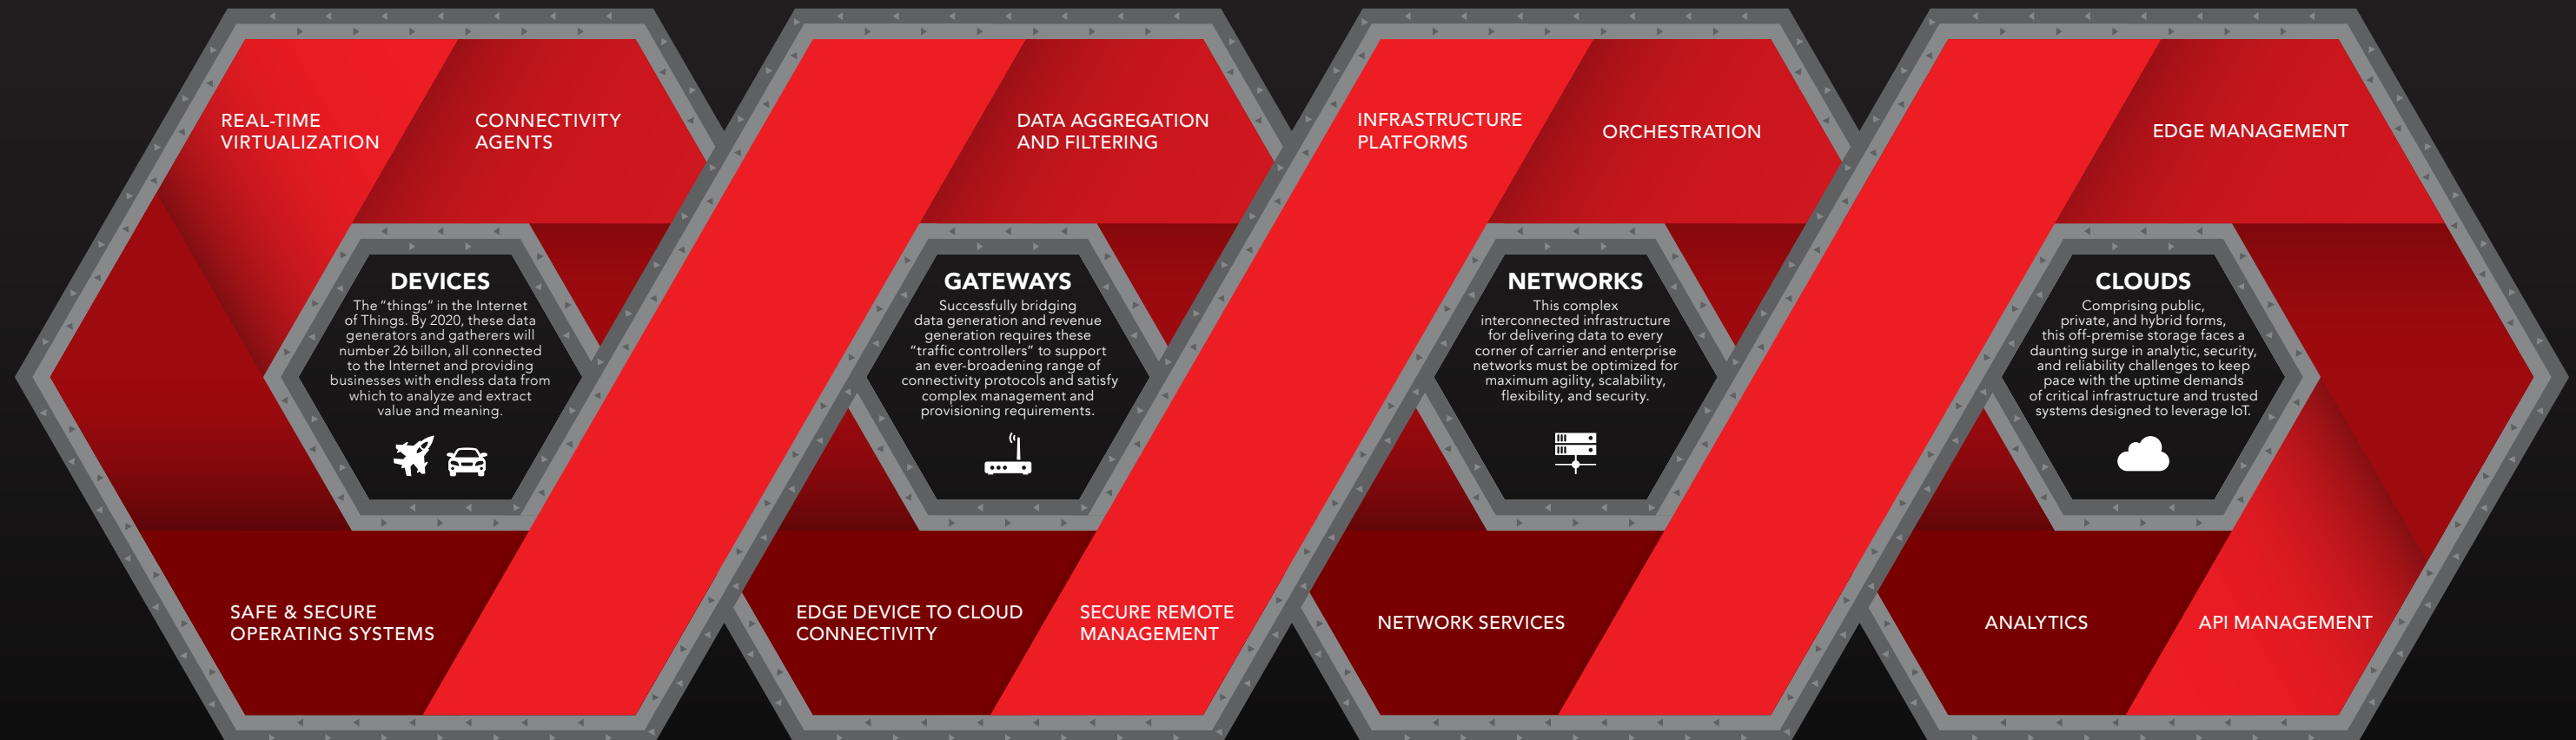 REAL-TIME
VIRTUALIZATION
CONNECTIVITY
AGENTS
DEVICES
The “things” in the Internet
of Things. By 2020, these data
generators and gatherers will
number 26 billon, all connected
to the Internet and providing
businesses with endless data from
which to analyze and extract
value and meaning.
SAFE & SECURE
OPERATING SYSTEMS
DATA AGGREGATION
AND FILTERING
GATEWAYS
Successfully bridging
data generation and revenue
generation requires these
“traffic controllers” to support
an ever-broadening range of
connectivity protocols and satisfy
complex management and
provisioning requirements.
EDGE DEVICE TO CLOUD
CONNECTIVITY
SECURE REMOTE
MANAGEMENT
INFRASTRUCTURE
PLATFORMS
ORCHESTRATION
NETWORKS
This complex
interconnected infrastructure
for delivering data to every
corner of carrier and enterprise
networks must be optimized for
maximum agility, scalability,
flexibility, and security.
NETWORK SERVICES
EDGE MANAGEMENT
CLOUDS
Comprising public,
private, and hybrid forms,
this off-premise storage faces a
daunting surge in analytic, security,
and reliability challenges to keep
pace with the uptime demands
of critical infrastructure and trusted
systems designed to leverage IoT.
ANALYTICS
API MANAGEMENT